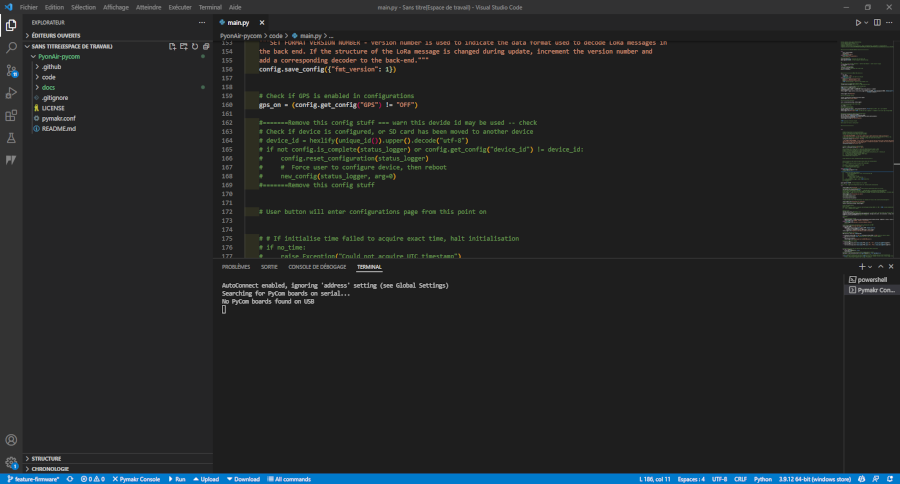 Fichier Edition Sélection Affichage Atteindre Exécuter Terminal Aide
main.py - Sans titre(Espace de travail) - Visual Studio Code
EXPLORATEUR
ÉDITEURS OUVERTS
SANS TITRE(ESPACE DE TRAVAIL)
PyonAir-pycom
.github
code
docs
.gitignore
LICENSE
pymakr.conf
README.md
STRUCTURE
CHRONOLOGIE
main.py
PyonAir-pycom > code > main.py > ...
153 SET FORMAT VERSION NUMBER - version number is used to indicate the data format used to decode LoRa messages in
154 the back end. If the structure of the LoRa message is changed during update, increment the version number and
155 add a corresponding decoder to the back-end."""
156 config.save_config({"fmt_version": 1})
157
158
159 # Check if GPS is enabled in configurations
160 gps_on = (config.get_config("GPS") != "OFF")
161
162 #=======Remove this config stuff === warn this devide id may be used -- check
163 # Check if device is configured, or SD card has been moved to another device
164 # device_id = hexlify(unique_id()).upper().decode("utf-8")
165 # if not config.is_complete(status_logger) or config.get_config("device_id") != device_id:
166 # config.reset_configuration(status_logger)
167 # # Force user to configure device, then reboot
168 # new_config(status_logger, arg=0)
169 #=======Remove this config stuff
170
171
172 # User button will enter configurations page from this point on
173
174
175 # # If initialise time failed to acquire exact time, halt initialisation
176 # if no_time:
177 # raise Exception("Could not acquire UTC timestamp")
PROBLÈMES SORTIE CONSOLE DE DÉBOGAGE TERMINAL
AutoConnect enabled, ignoring 'address' setting (see Global Settings)
Searching for PyCom boards on serial...
No PyCom boards found on USB
powershell
Pymakr Con...
feature-firmware* 0 0 Pymakr Console Run Upload Download All commands
L 186, col 11 Espaces : 4 UTF-8 CRLF Python 3.9.12 64-bit (windows store)